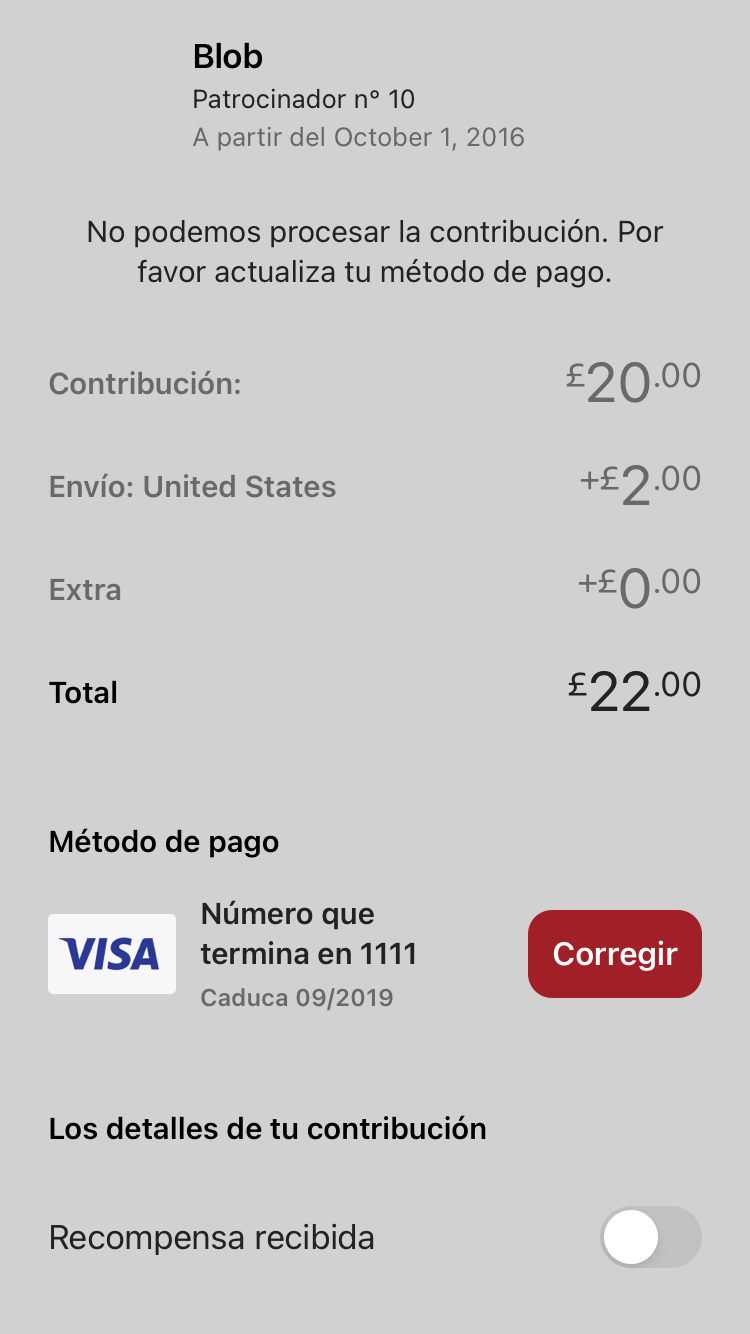 Blob
Patrocinador n° 10
A partir del October 1, 2016
No podemos procesar la contribución. Por
favor actualiza tu método de pago.
Contribución: £20.00
Envío: United States +£2.00
Extra +£0.00
Total £22.00
Método de pago
VISA
Número que
termina en 1111
Caduca 09/2019
Corregir
Los detalles de tu contribución
Recompensa recibida